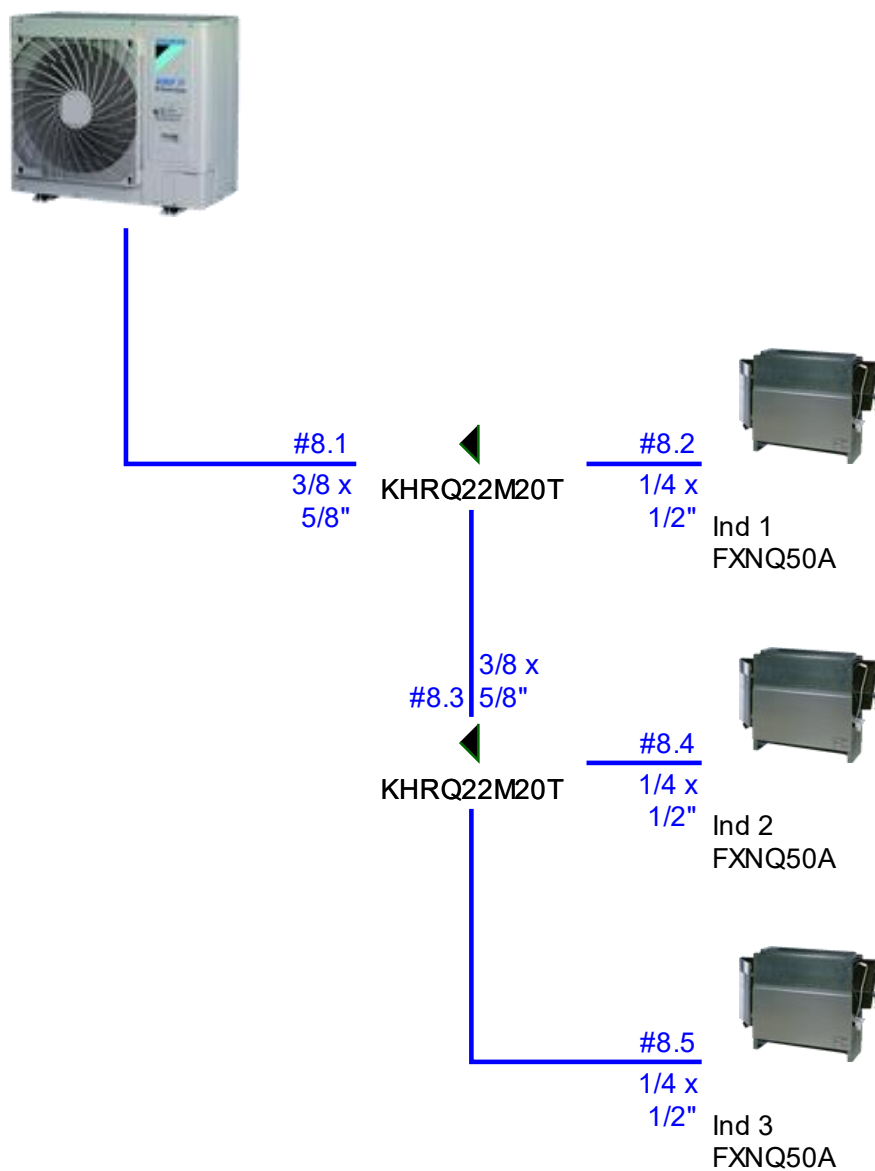 #8.1
3/8 x
5/8"
KHRQ22M20T
#8.2
1/4 x
1/2"
Ind 1
FXNQ50A
#8.3
3/8 x
5/8"
KHRQ22M20T
#8.4
1/4 x
1/2"
Ind 2
FXNQ50A
#8.5
1/4 x
1/2"
Ind 3
FXNQ50A